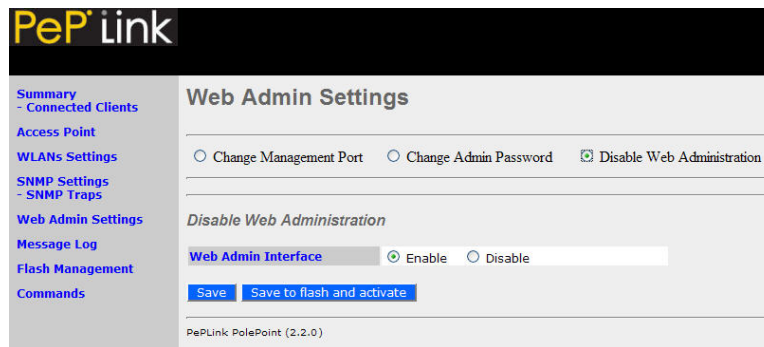 PePLink
Summary
- Connected Clients
Access Point
WLANs Settings
SNMP Settings
- SNMP Traps
Web Admin Settings
Message Log
Flash Management
Commands
Web Admin Settings
Change Management Port Change Admin Password Disable Web Administration
Disable Web Administration
Web Admin Interface Enable Disable
Save Save to flash and activate
PePLink PolePoint (2.2.0)